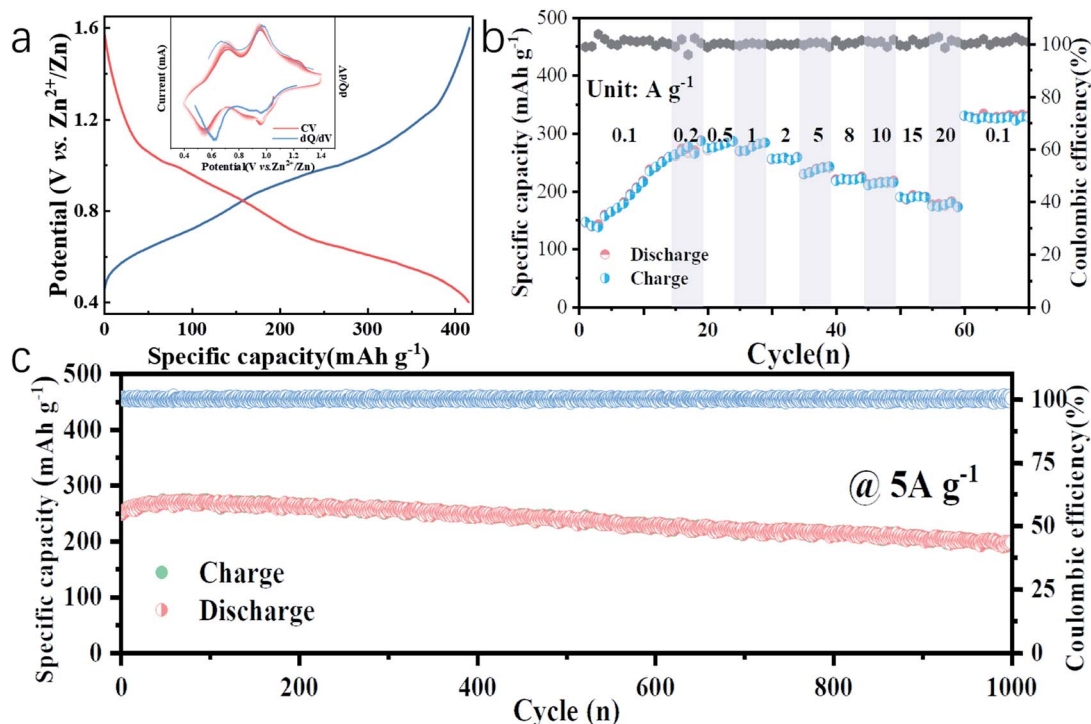 a
1.6
1.2
0.8
0.4
Potential (V vs. Zn²⁺/Zn)
0
100
200
300
400
Specific capacity(mAh g⁻¹)
Current (mA)
dQ/dV
CV
dQ/dV
0.4
0.6
0.8
1.0
1.2
1.4
Potential(V vs.Zn²⁺/Zn)
b
500
450
400
350
300
250
200
150
100
50
0
Specific capacity (mAh g⁻¹)
Unit: A g⁻¹
0.1
0.2
0.5
1
2
5
8
10
15
20
0.1
Discharge
Charge
0
20
40
60
Cycle(n)
100
80
60
40
20
0
Coulombic efficiency(%)
c
500
400
300
200
100
0
Specific capacity (mAh g⁻¹)
@ 5A g⁻¹
Charge
Discharge
0
200
400
600
800
1000
Cycle (n)
100
75
50
25
0
Coulombic efficiency(%)